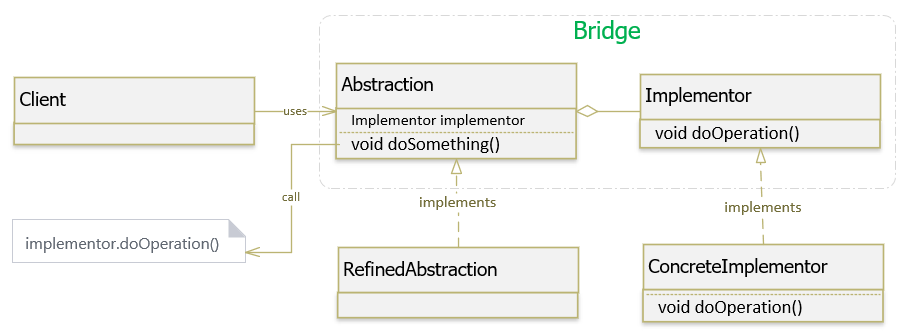 Bridge
Client
uses
Abstraction
Implementor implementor
void doSomething()
Implementor
void doOperation()
call
implements
implements
implementor.doOperation()
RefinedAbstraction
ConcreteImplementor
void doOperation()